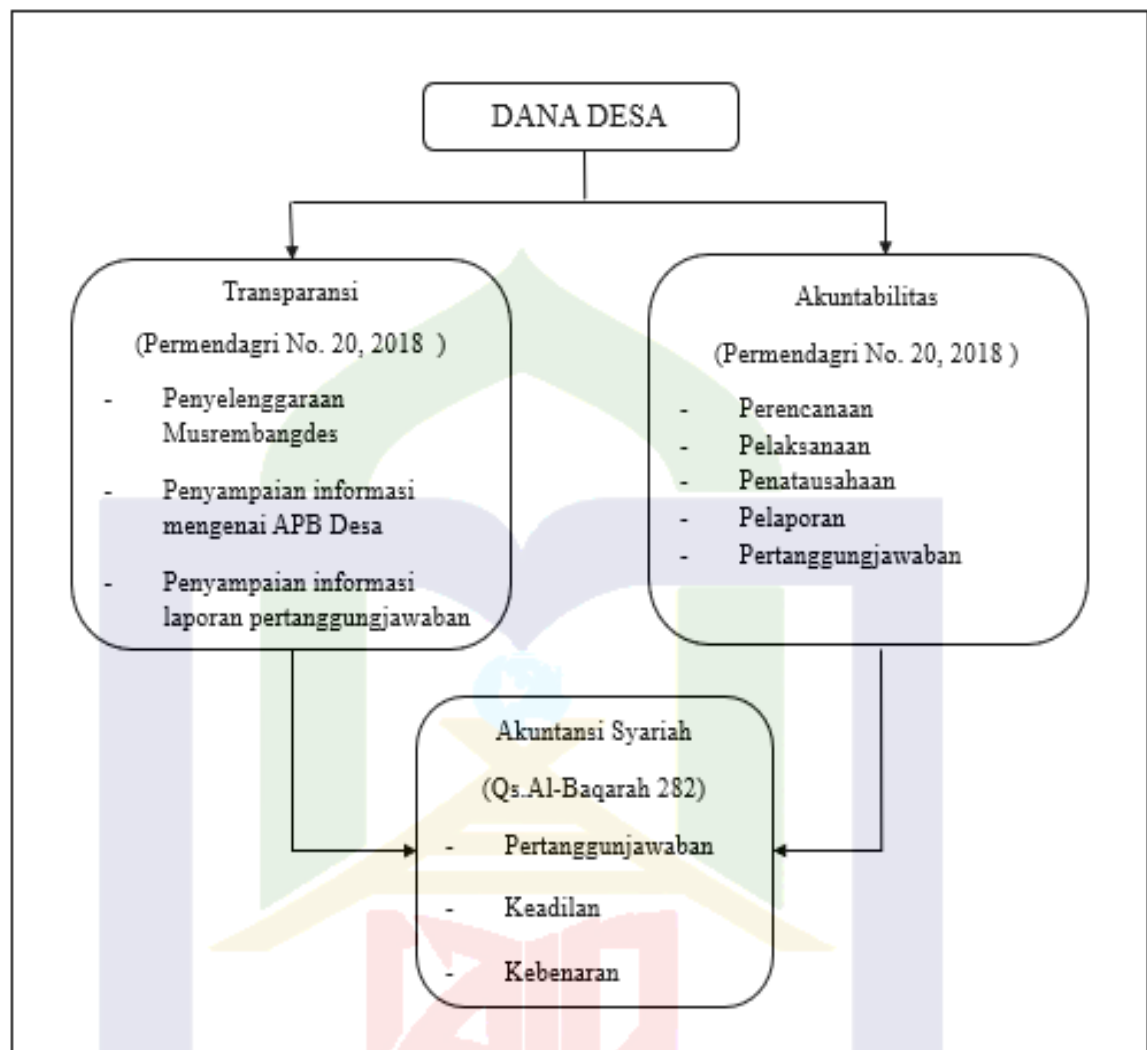 DANA DESA
Transparansi
(Permendagri No. 20, 2018 )
- Penyelenggaraan
Musrembangdes
- Penyampaian informasi
mengenai APB Desa
- Penyampaian informasi
laporan pertanggungjawaban
Akuntabilitas
(Permendagri No. 20, 2018 )
- Perencanaan
- Pelaksanaan
- Penatausahaan
- Pelaporan
- Pertanggungjawaban
Akuntansi Syariah
(Qs.Al-Baqarah 282)
- Pertanggunjawaban
- Keadilan
- Kebenaran